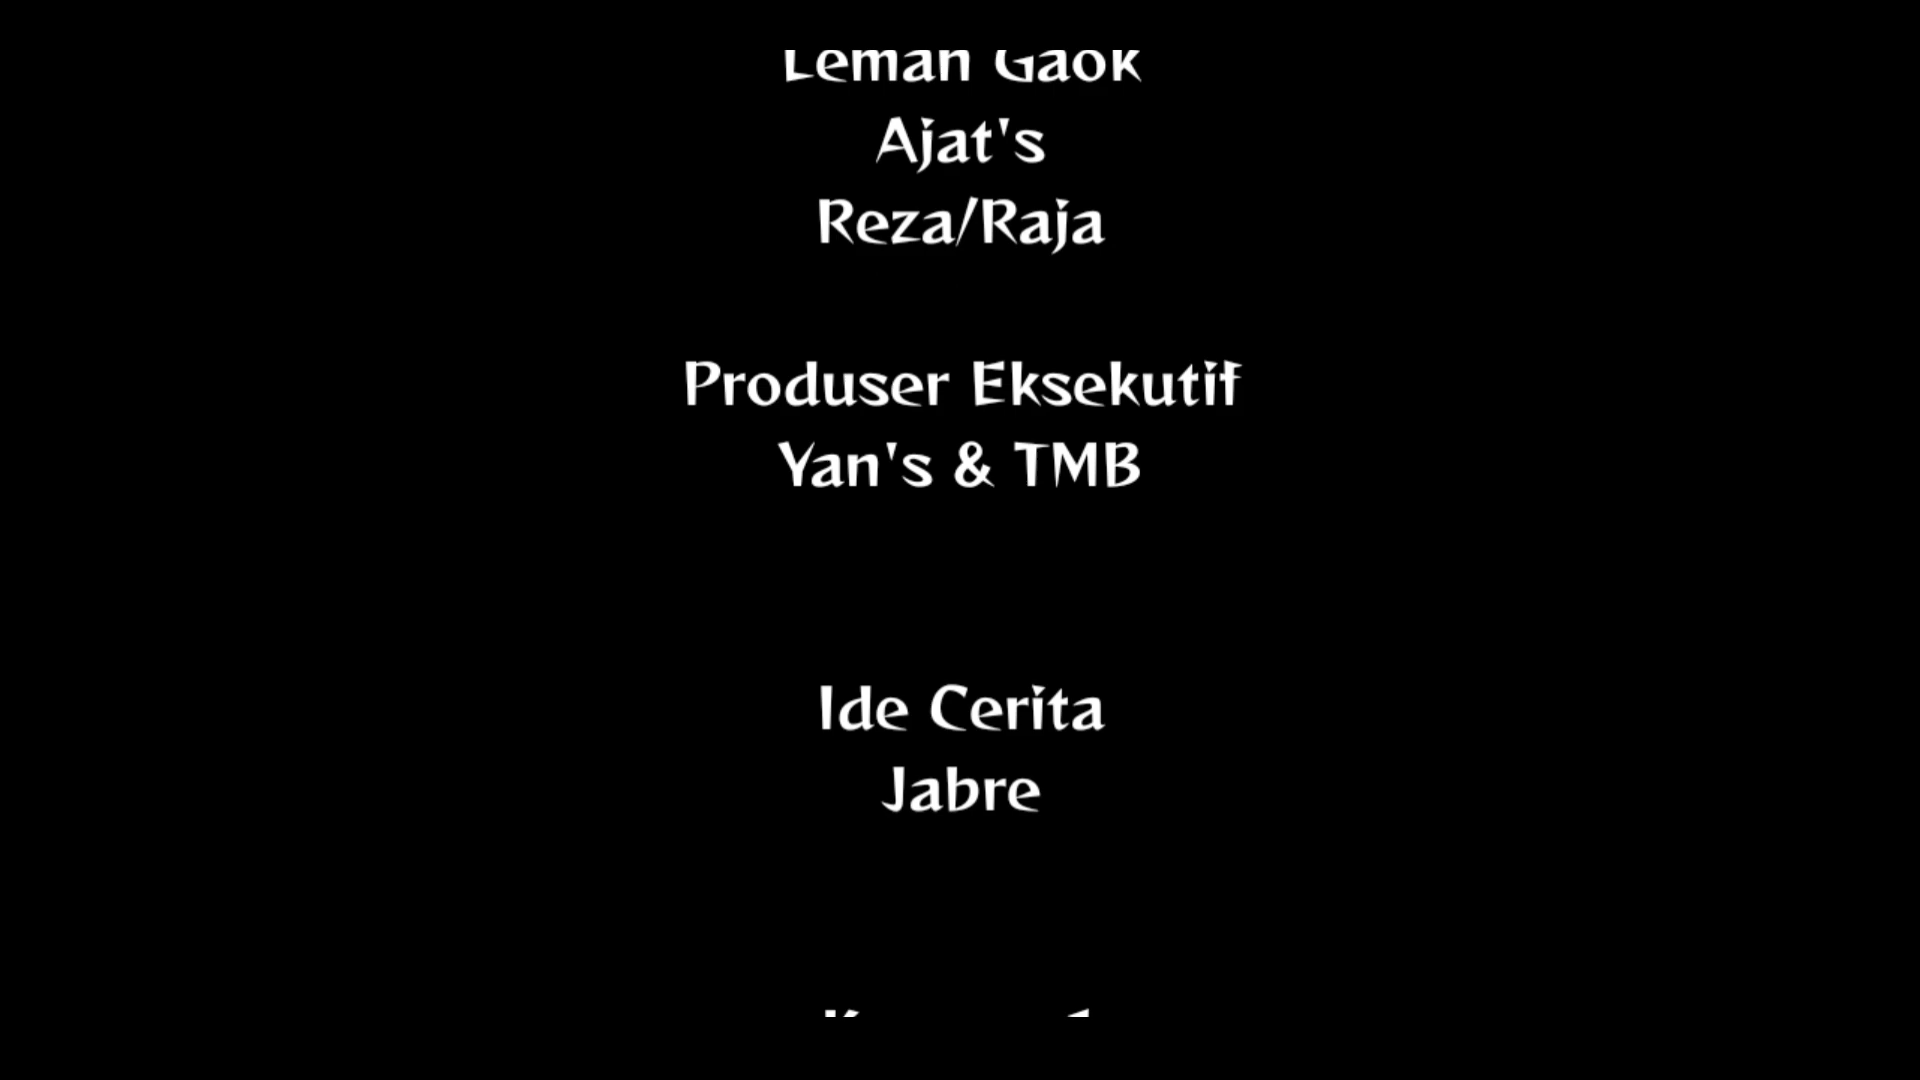 Leman Gaok
Ajat's
Reza/Raja
Produser Eksekutif
Yan's & TMB
Ide Cerita
Jabre